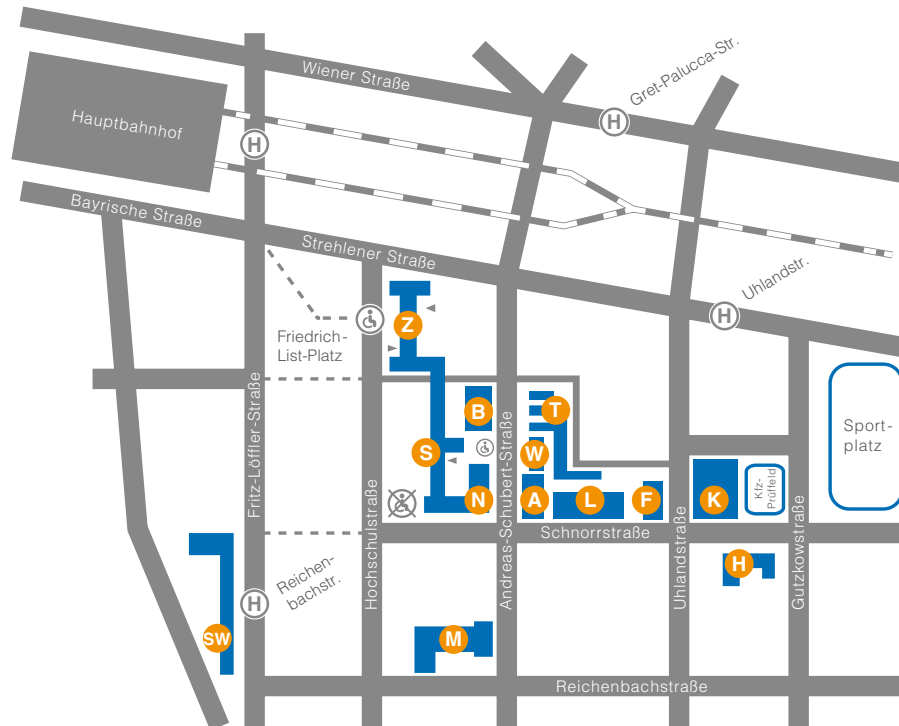 Wiener Straße
Gret-Palucca-Str.
H
Hauptbahnhof
H
Bayrische Straße
Strehlener Straße
Uhlandstr.
H
Z
Friedrich-
List-Platz
B
T
S
W
N
A
L
F
K
Kfz-
Prüffeld
Sport-
platz
Fritz-Löffler-Straße
Hochschulstraße
Andreas-Schubert-Straße
Schnorrstraße
Uhlandstraße
Gutzkowstraße
H
Reichen-
bachstr.
H
SW
M
Reichenbachstraße